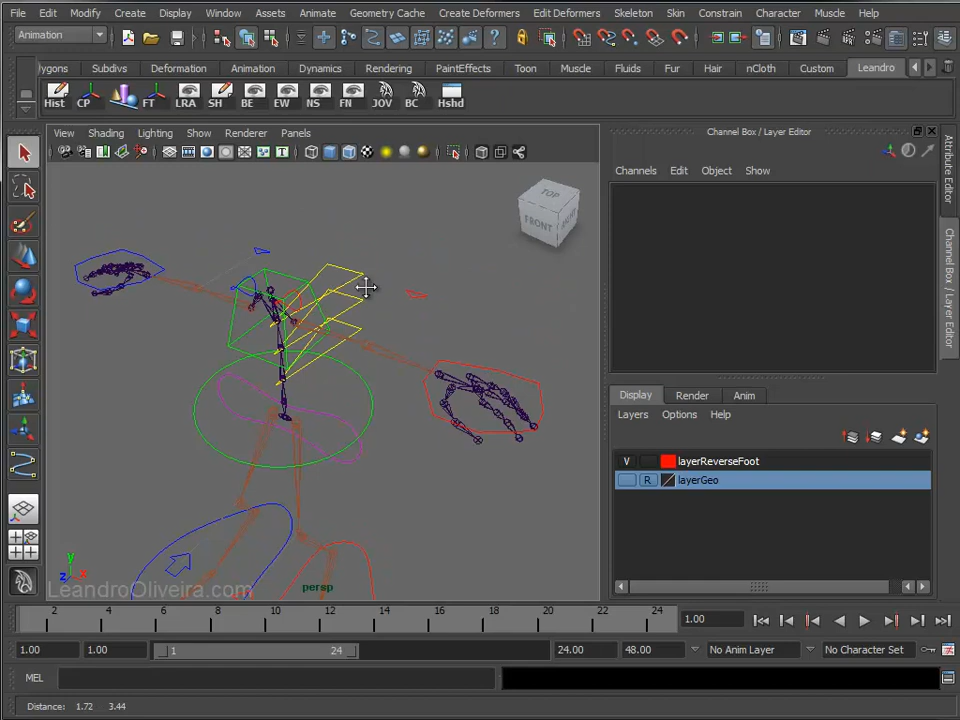 File Edit Modify Create Display Window Assets Animate Geometry Cache Create Deformers Edit Deformers Skeleton Skin Constrain Character Muscle Help
Animation
olygons Subdivs Deformation Animation Dynamics Rendering PaintEffects Toon Muscle Fluids Fur Hair nCloth Custom Leandro
Hist CP FT LRA SH BE EW NS FN JOV BC Hshd
View Shading Lighting Show Renderer Panels
Channel Box / Layer Editor
Channels Edit Object Show
Attribute Editor
Channel Box / Layer Editor
TOP
FRONT
Display Render Anim
Layers Options Help
V layerReverseFoot
R layerGeo
y
z x
LeandroOliveira.com
persp
2 4 6 8 10 12 14 16 18 20 22 24 1.00
1.00 1.00 1 24 24.00 48.00 No Anim Layer No Character Set
MEL
Distance: 1.72 3.44